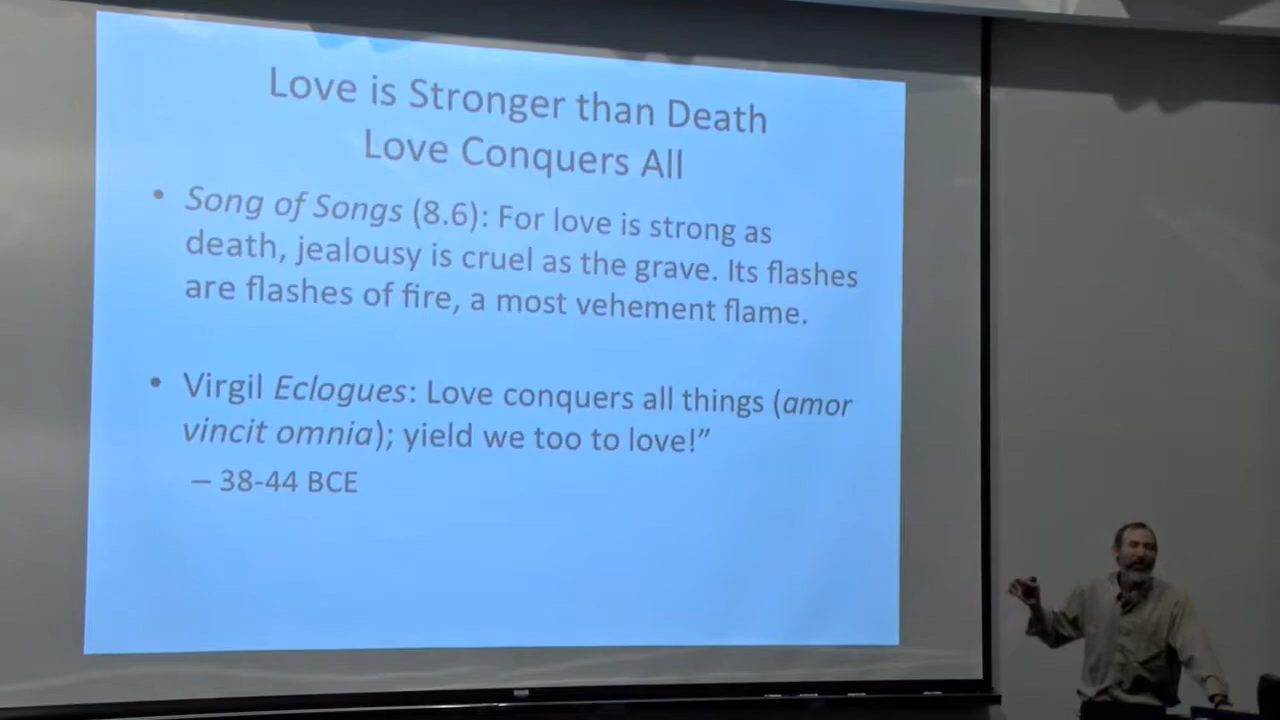 Love is Stronger than Death
Love Conquers All
• Song of Songs (8.6): For love is strong as
death, jealousy is cruel as the grave. Its flashes
are flashes of fire, a most vehement flame.
• Virgil Eclogues: Love conquers all things (amor
vincit omnia); yield we too to love!”
– 38-44 BCE